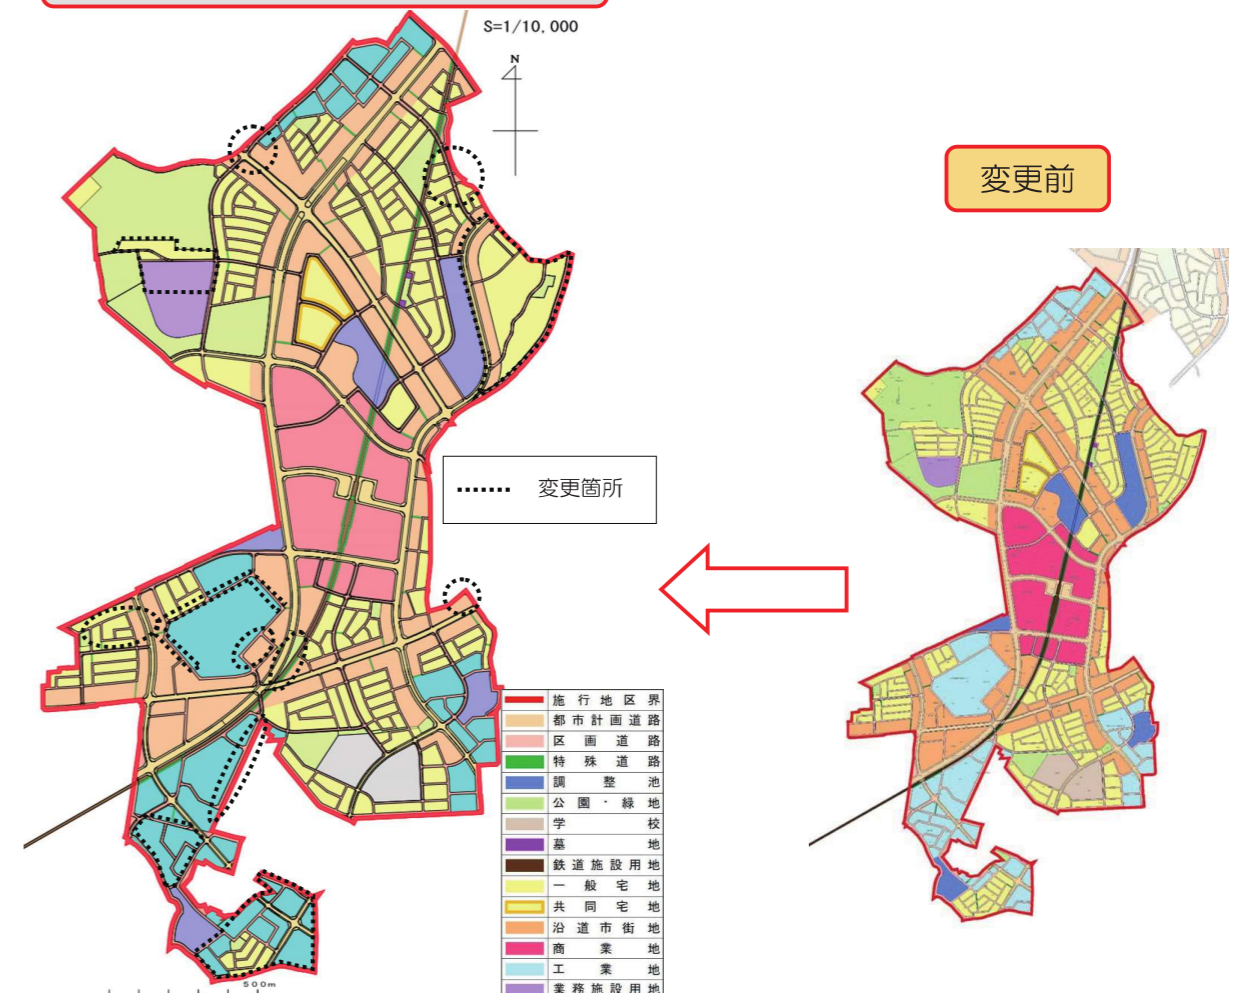 S=1/10,000
N
変更前
変更箇所
施行地区界
都市計画道路
区画道路
特殊道路
調整池
公園・緑地
学校
墓地
鉄道施設用地
一般宅地
共同宅地
沿道市街地
商業地
工業地
業務施設用地
500m